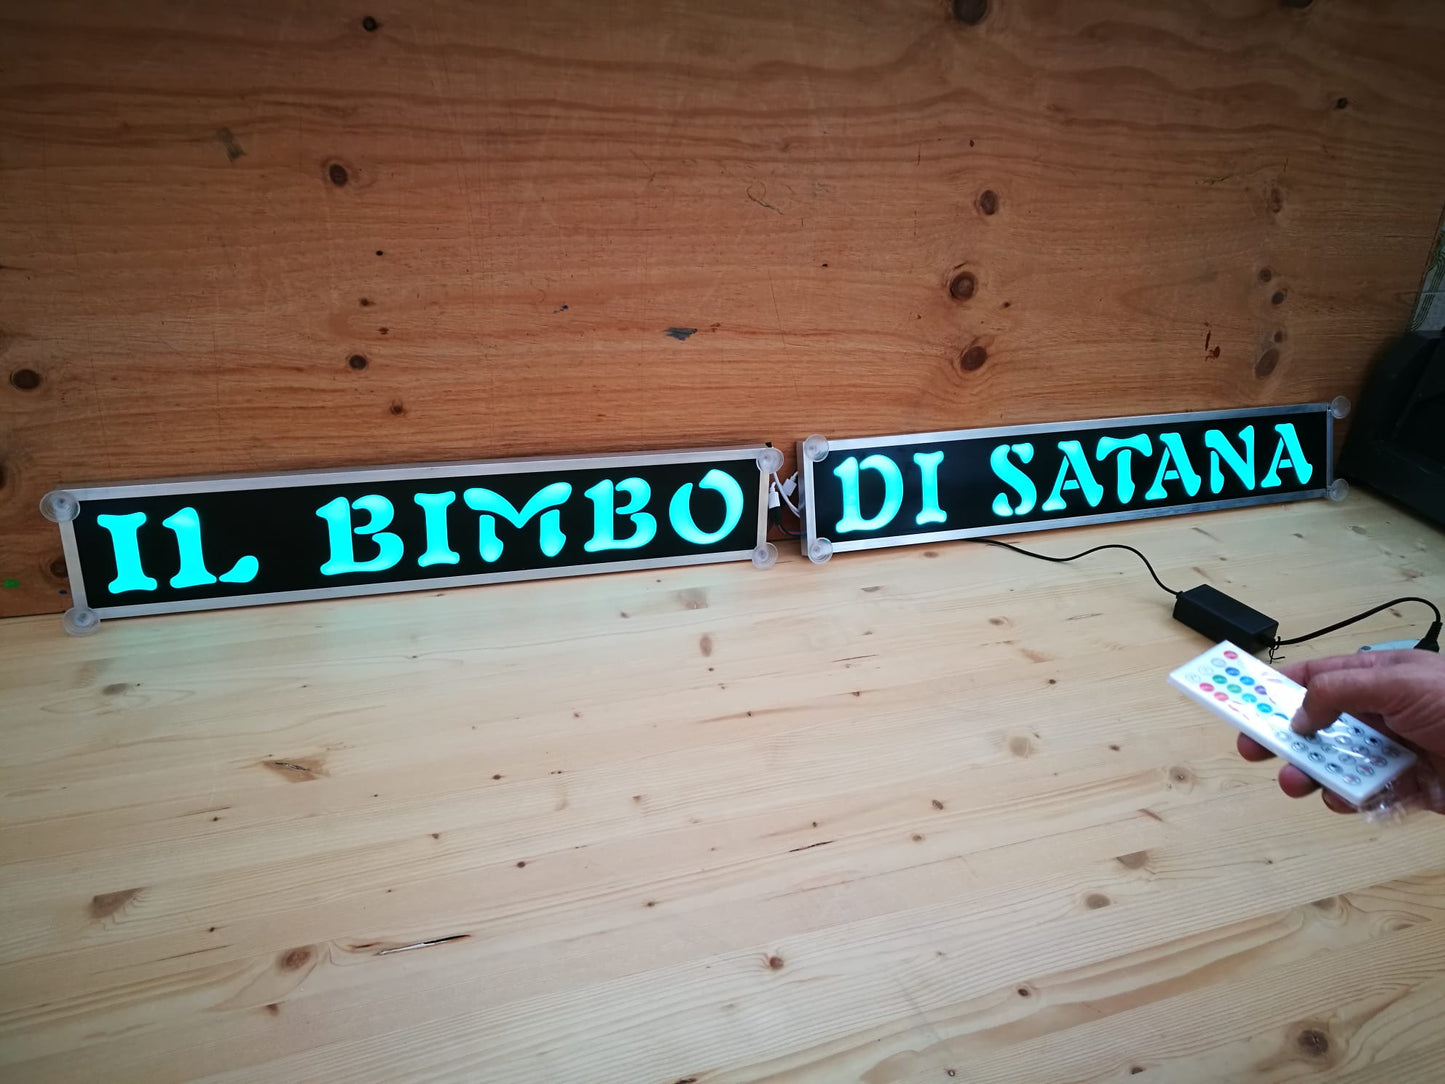 IL BIMBO DI SATANA